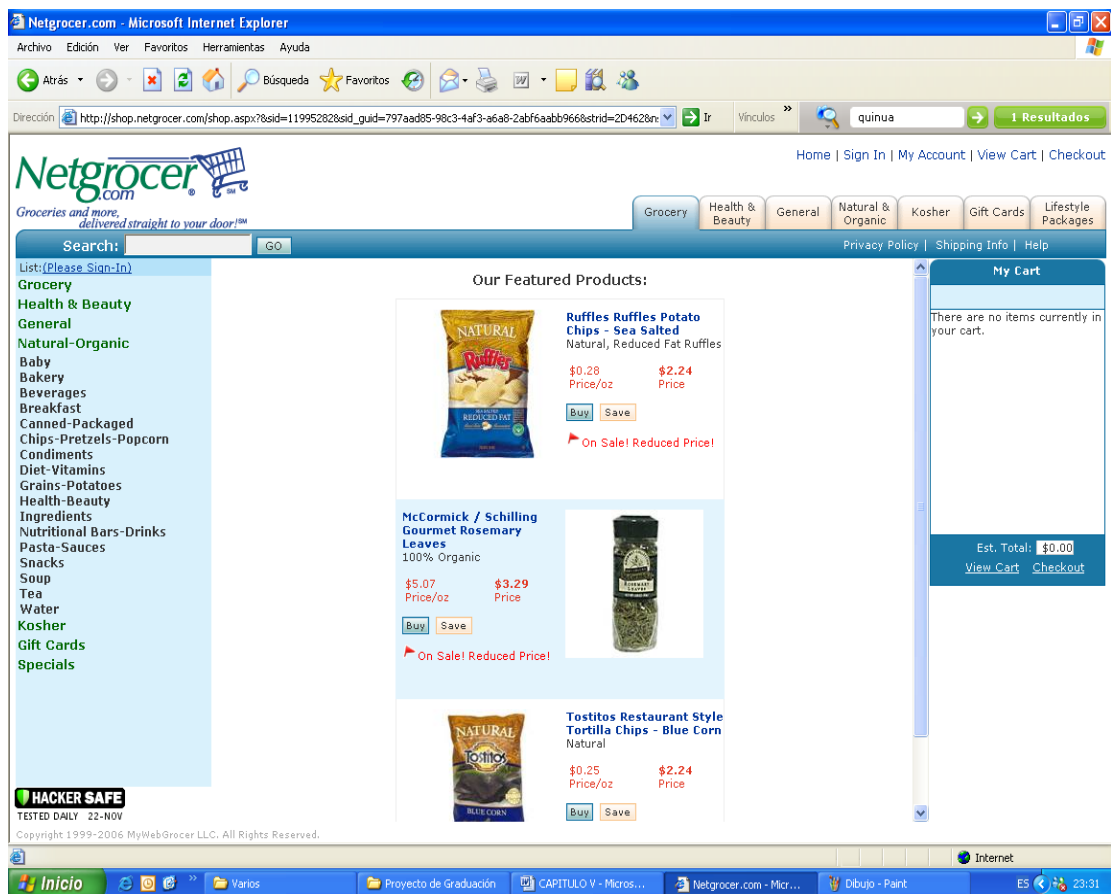 Netgrocer.com - Microsoft Internet Explorer
Archivo Edición Ver Favoritos Herramientas Ayuda
Atrás Búsqueda Favoritos
Dirección http://shop.netgrocer.com/shop.aspx?&sid=119952828&sid_guid=797aad85-98c3-4af3-a6a8-2abf6aabb966&strid=2D462&n Ir Vínculos » quinua 1 Resultados
Netgrocer.com
Groceries and more,
delivered straight to your door!SM
Home | Sign In | My Account | View Cart | Checkout
Grocery Health & Beauty General Natural & Organic Kosher Gift Cards Lifestyle Packages
Search: GO Privacy Policy | Shipping Info | Help
List:(Please Sign-In)
Grocery
Health & Beauty
General
Natural-Organic
Baby
Bakery
Beverages
Breakfast
Canned-Packaged
Chips-Pretzels-Popcorn
Condiments
Diet-Vitamins
Grains-Potatoes
Health-Beauty
Ingredients
Nutritional Bars-Drinks
Pasta-Sauces
Snacks
Soup
Tea
Water
Kosher
Gift Cards
Specials
HACKER SAFE
TESTED DAILY 22-NOV
Our Featured Products:
NATURAL
Ruffles
REDUCED FAT
Ruffles Ruffles Potato
Chips - Sea Salted
Natural, Reduced Fat Ruffles
$0.28 $2.24
Price/oz Price
Buy Save
On Sale! Reduced Price!
McCormick / Schilling
Gourmet Rosemary
Leaves
100% Organic
$5.07 $3.29
Price/oz Price
Buy Save
On Sale! Reduced Price!
ROSEMARY
LEAVES
NATURAL
Tostitos
BLUE CORN
Tostitos Restaurant Style
Tortilla Chips - Blue Corn
Natural
$0.25 $2.24
Price/oz Price
Buy Save
My Cart
There are no items currently in
your cart.
Est. Total: $0.00
View Cart Checkout
Copyright 1999-2006 MyWebGrocer LLC. All Rights Reserved.
Internet
Inicio » Varios Proyecto de Graduación CAPITULO V - Micros... Netgrocer.com - Micr... Dibujo - Paint ES 23:31